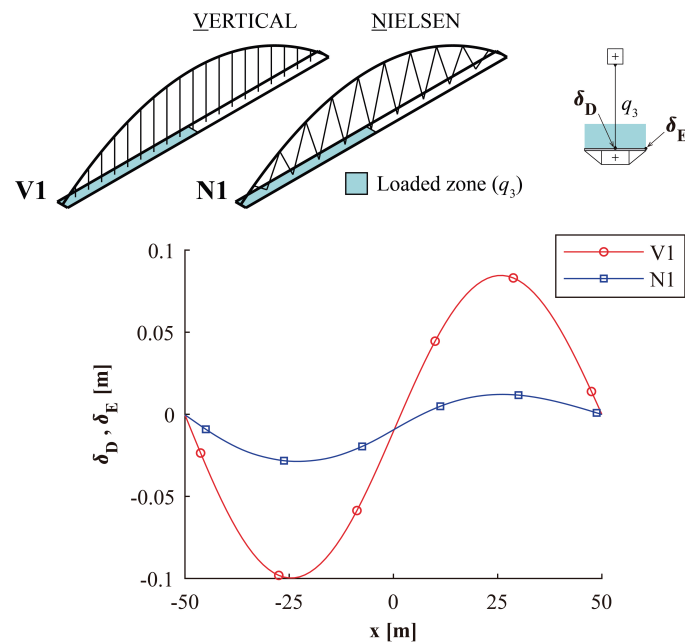 VERTICAL NIELSEN
δD q3 δE
V1 N1 Loaded zone (q3)
V1
N1
0.1
0.05
0
-0.05
-0.1
δD , δE [m]
-50 -25 0 25 50
x [m]